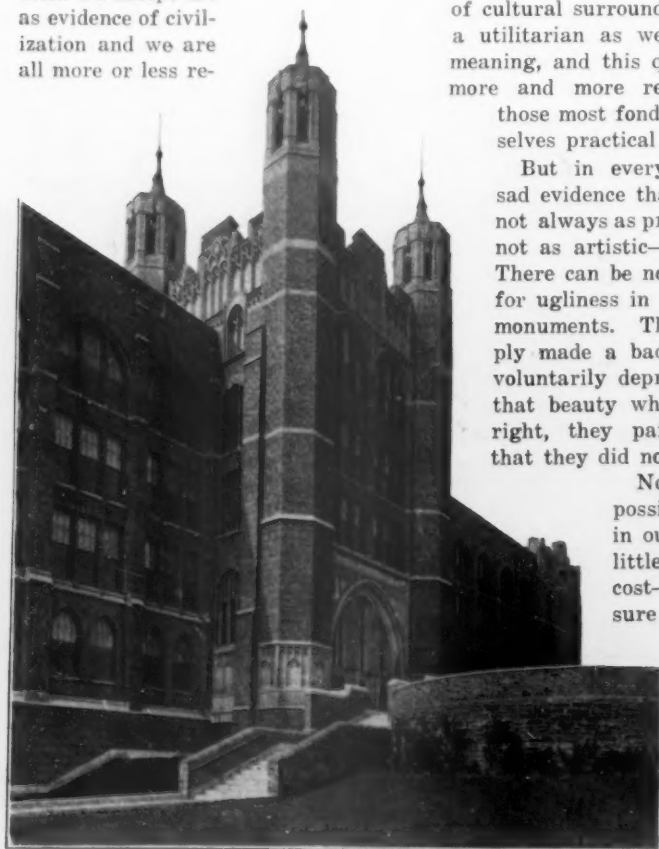 as evidence of civil-
ization and we are
all more or less re-
of cultural surround
a utilitarian as we
meaning, and this
more and more re
those most fond
selves practical
But in every
sad evidence tha
not always as pr
not as artistic—
There can be no
for ugliness in
monuments. Th
ply made a bac
voluntarily depr
that beauty wh
right, they pa
that they did no
No
possi
in ou
little
cost—
sure